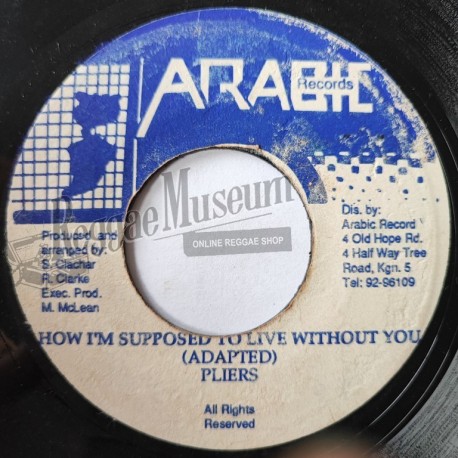 ARABIC
Records
Produced and
arranged by:
S. Clachar
R. Clarke
Exec. Prod.
M. McLean
Dis. by:
Arabic Record
4 Old Hope Rd.
4 Half Way Tree
Road, Kgn. 5
Tel: 92-96109
Reggae Museum
ONLINE REGGAE SHOP
HOW I'M SUPPOSED TO LIVE WITHOUT YOU
(ADAPTED)
PLIERS
All Rights
Reserved